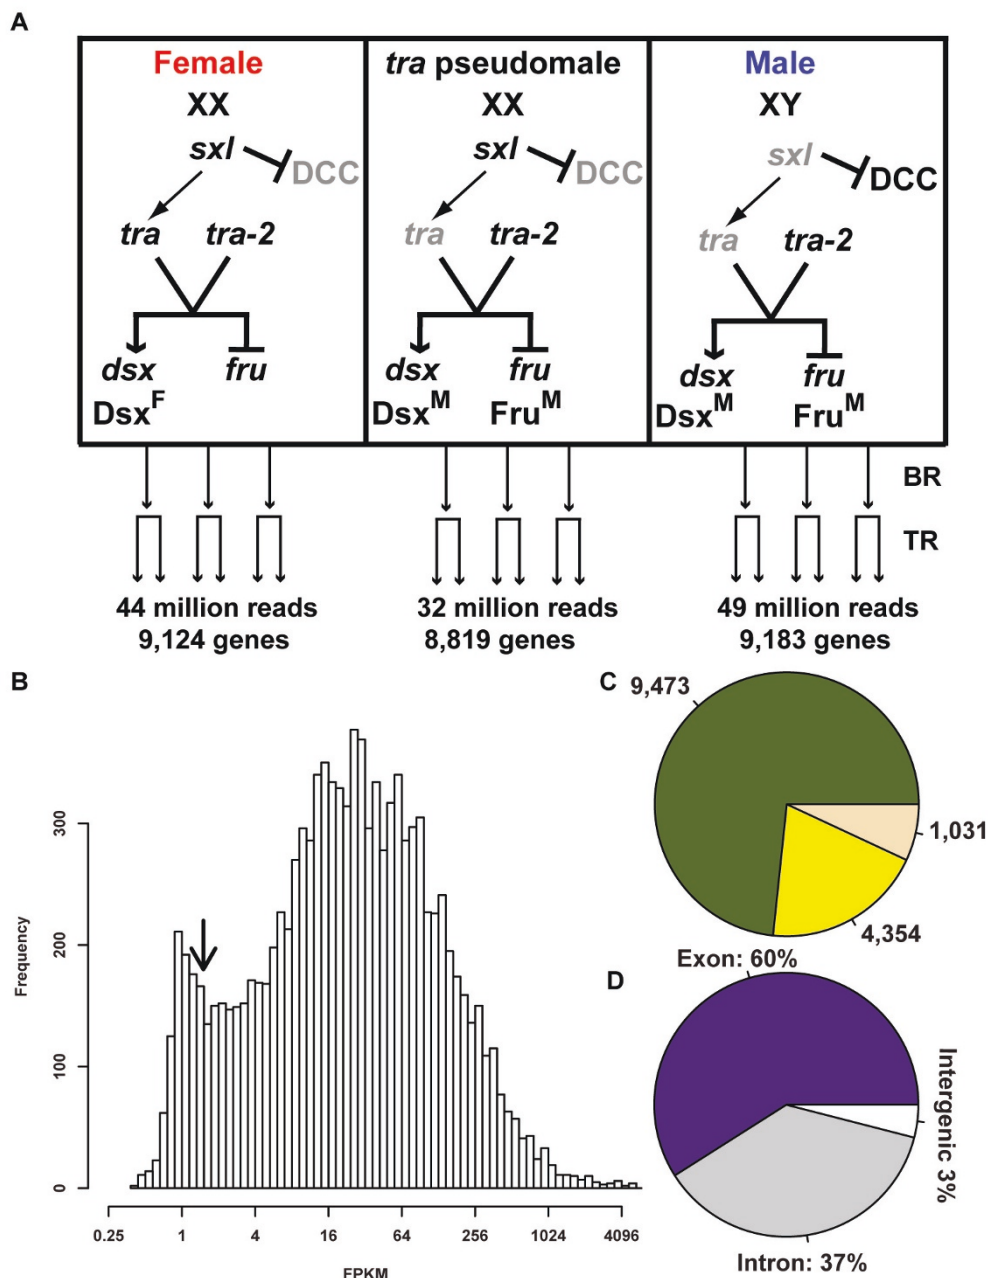 A
Female
XX
sxl
DCC
tra
tra-2
dsx
fru
Dsx^F
tra pseudomale
XX
sxl
DCC
tra
tra-2
dsx
fru
Dsx^M
Fru^M
Male
XY
sxl
DCC
tra
tra-2
dsx
fru
Dsx^M
Fru^M
BR
TR
44 million reads
9,124 genes
32 million reads
8,819 genes
49 million reads
9,183 genes
B
Frequency
300
200
100
0
0.25
1
4
16
64
256
1024
4096
FPKM
C
9,473
1,031
4,354
D
Exon: 60%
Intergenic 3%
Intron: 37%